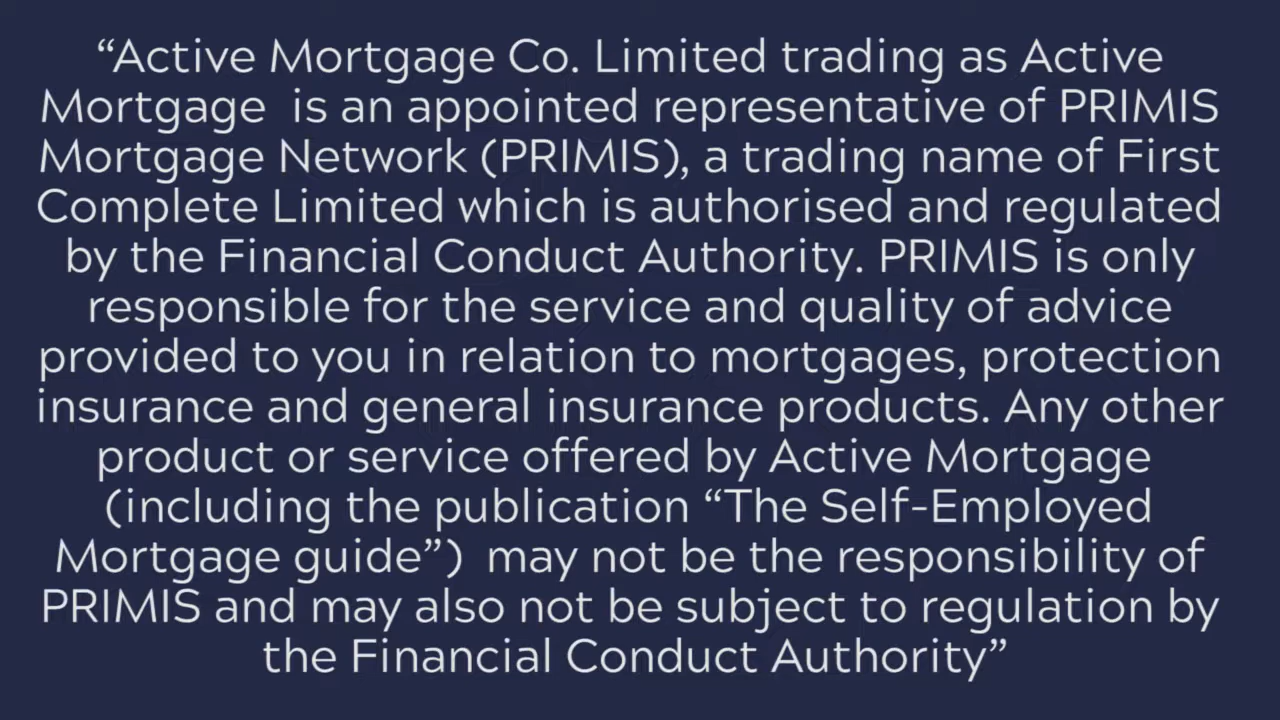 “Active Mortgage Co. Limited trading as Active
Mortgage  is an appointed representative of PRIMIS
Mortgage Network (PRIMIS), a trading name of First
Complete Limited which is authorised and regulated
by the Financial Conduct Authority. PRIMIS is only
responsible for the service and quality of advice
provided to you in relation to mortgages, protection
insurance and general insurance products. Any other
product or service offered by Active Mortgage
(including the publication “The Self-Employed
Mortgage guide”)  may not be the responsibility of
PRIMIS and may also not be subject to regulation by
the Financial Conduct Authority”